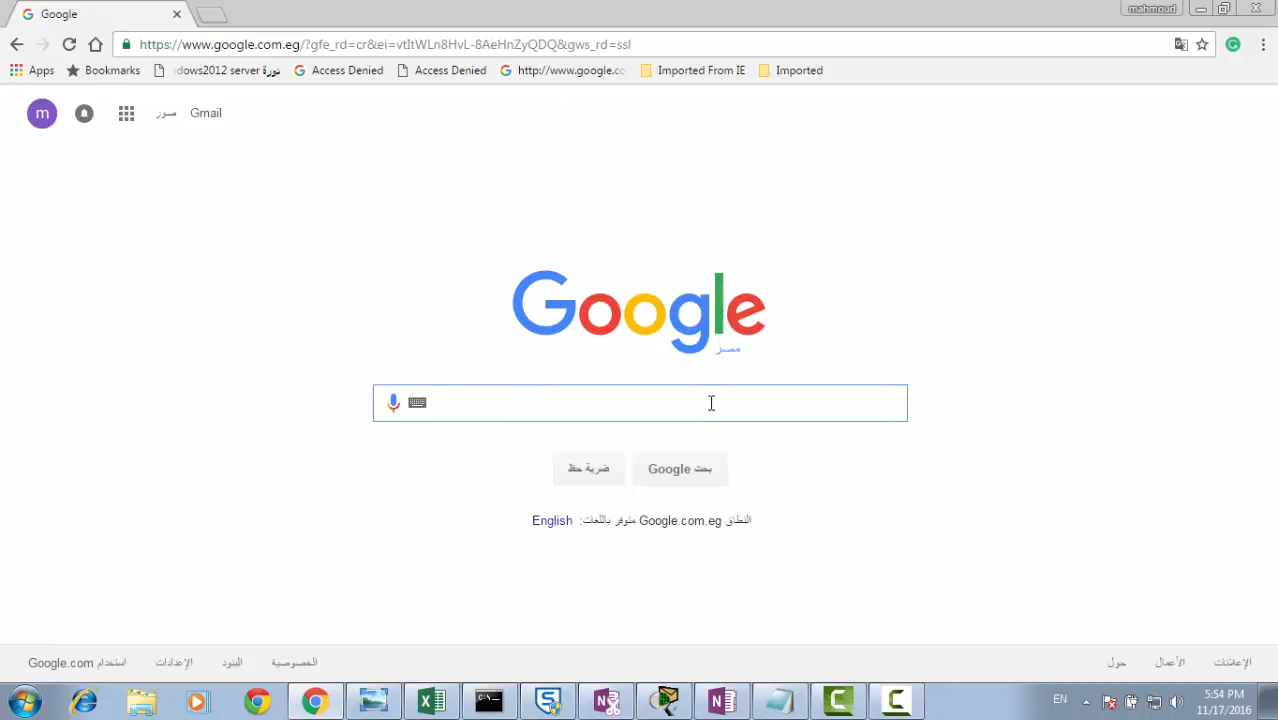 Google
mahmoud
https://www.google.com.eg/?gfe_rd=cr&ei=vtItWLn8HvL-8AeHnZyQDQ&gws_rd=ssl
Apps
Bookmarks
dows2012 server نورة
Access Denied
Access Denied
http://www.google.co
Imported From IE
Imported
m
صور
Gmail
Google
مصر
ضربة حظ
بحث Google
النطاق Google.com.eg متوفر باللغات: English
استخدام Google.com
الإعدادات
البنود
الخصوصية
حول
الأعمال
الإعلانات
EN
5:54 PM
11/17/2016